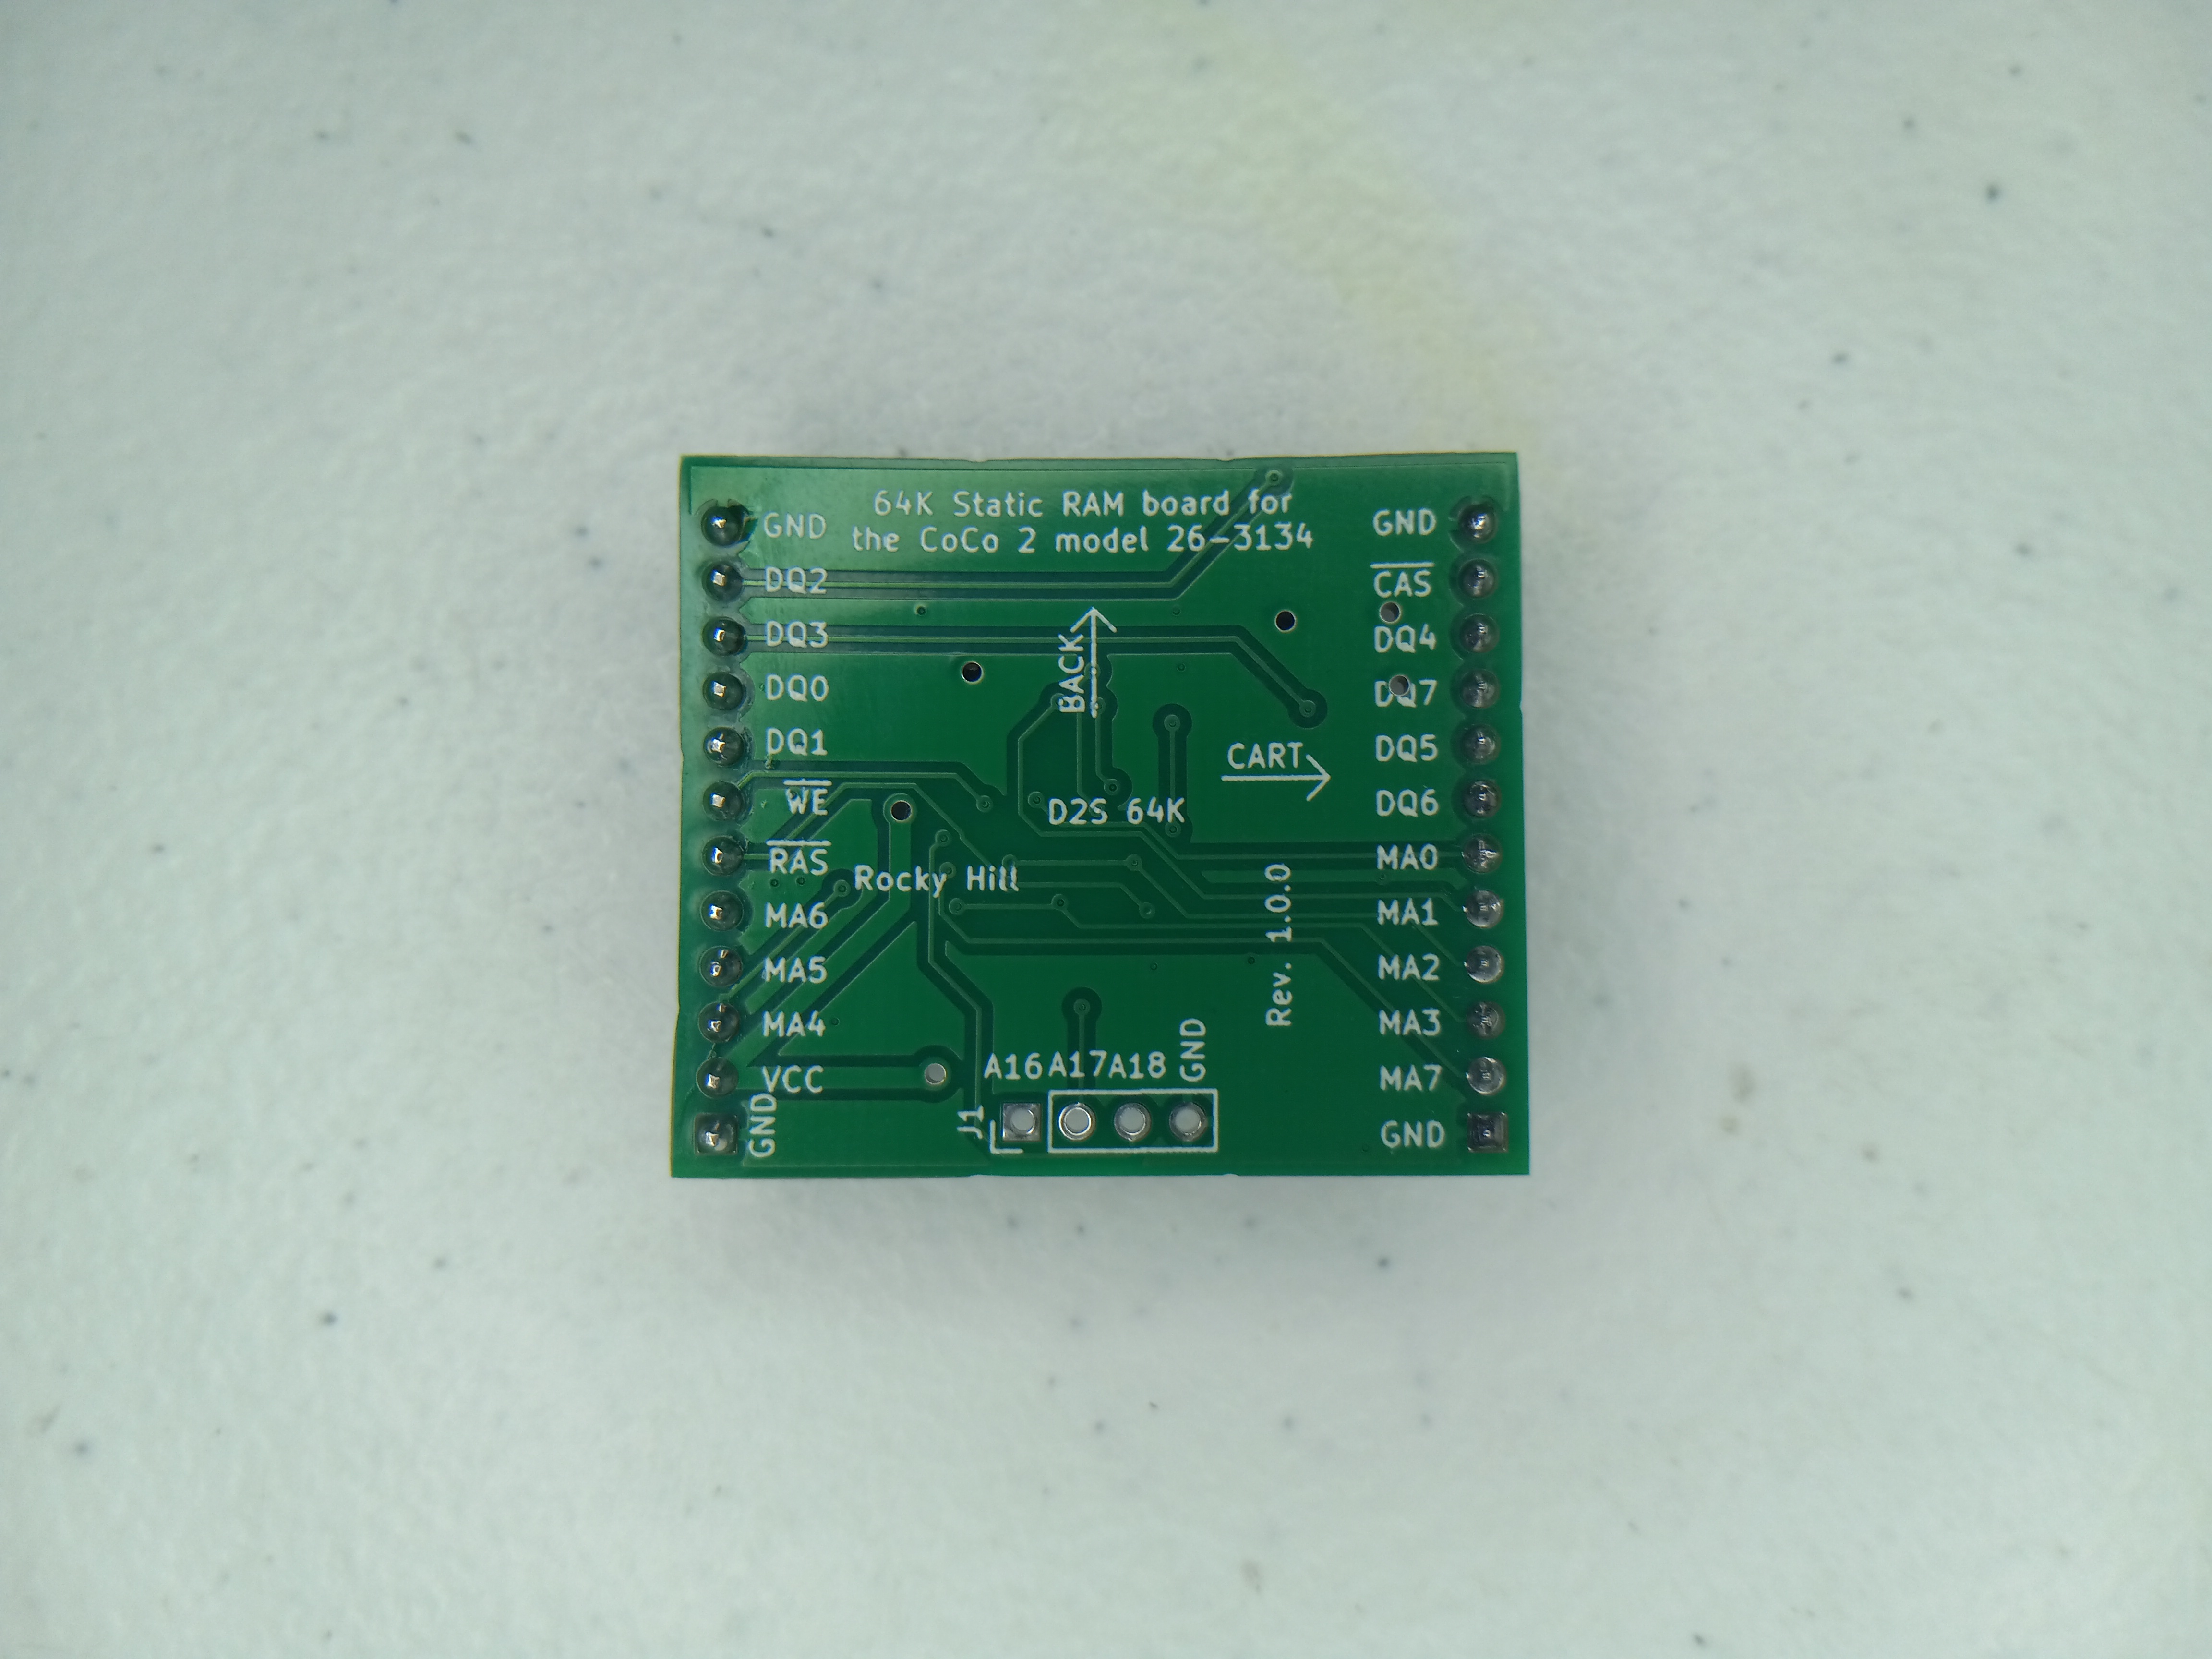 64K Static RAM board for
the CoCo 2 model 26-3134
GND
DQ2
DQ3
DQ0
DQ1
WE
RAS
MA6
MA5
MA4
VCC
GND
BACK
CART
D2S 64K
Rocky Hill
Rev. 1.0.0
A16 A17 A18 GND
J1
GND
CAS
DQ4
DQ7
DQ5
DQ6
MA0
MA1
MA2
MA3
MA7
GND